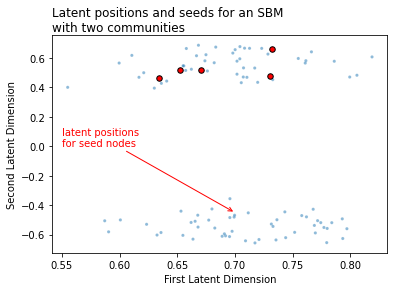 Latent positions and seeds for an SBM
with two communities
Second Latent Dimension
0.6
0.4
0.2
0.0
−0.2
−0.4
−0.6
latent positions
for seed nodes
0.55
0.60
0.65
0.70
0.75
0.80
First Latent Dimension